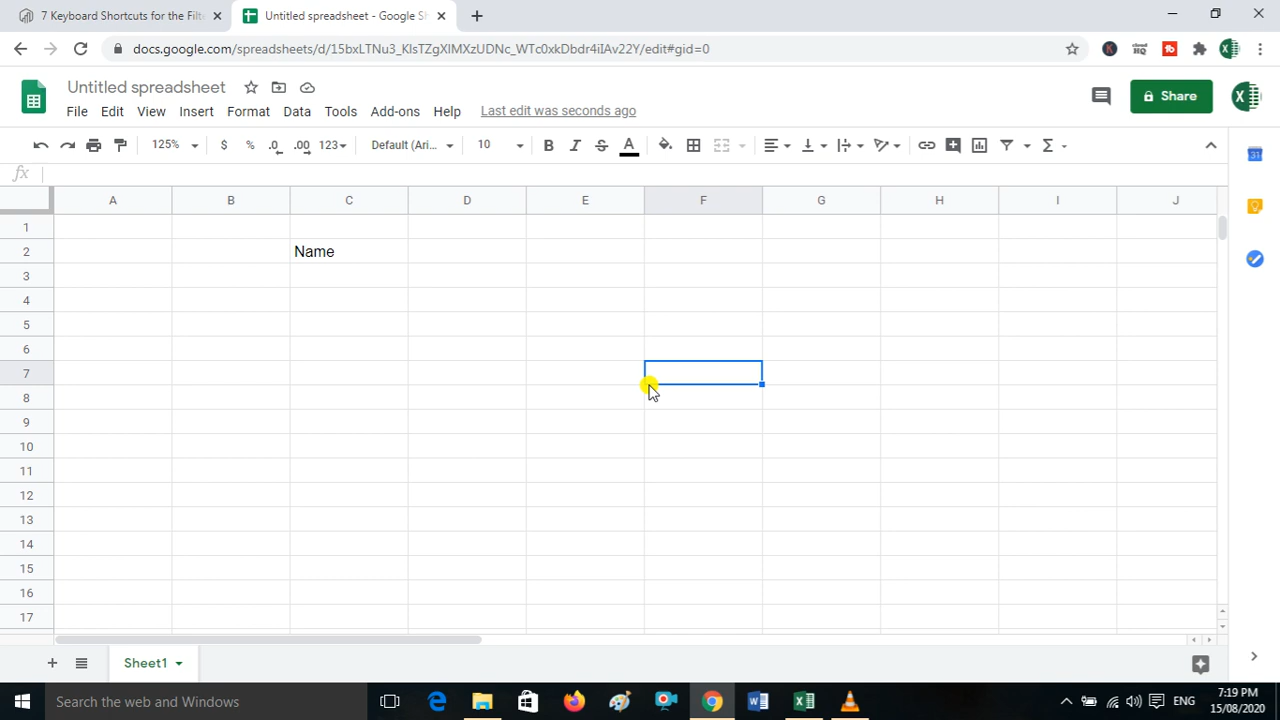 7 Keyboard Shortcuts for the Filt
Untitled spreadsheet - Google Sh
docs.google.com/spreadsheets/d/15bxLTNu3_KIsTZgXIMXzUDNc_WTc0xkDbdr4iIAv22Y/edit#gid=0
Untitled spreadsheet
File Edit View Insert Format Data Tools Add-ons Help Last edit was seconds ago
Share
125% $ % .0 .00 123 Default (Ari... 10 B I S A
fx
A B C D E F G H I J
1
2 Name
3
4
5
6
7
8
9
10
11
12
13
14
15
16
17
Sheet1
Search the web and Windows
ENG
7:19 PM
15/08/2020